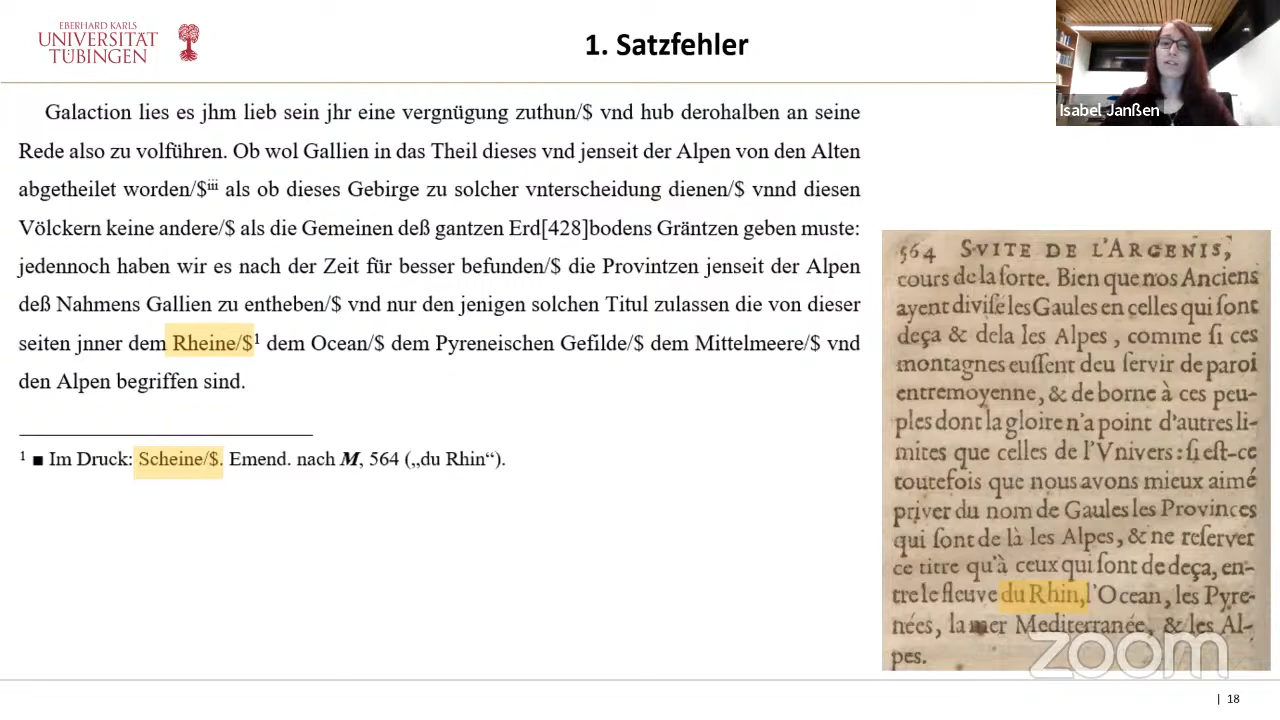 EBERHARD KARLS
UNIVERSITÄT
TÜBINGEN
1. Satzfehler
Isabel Janßen
Galaction lies es jhm lieb sein jhr eine vergnügung zuthun/$ vnd hub derohalben an seine
Rede also zu volführen. Ob wol Gallien in das Theil dieses vnd jenseit der Alpen von den Alten
abgetheilet worden/$ⁱⁱⁱ als ob dieses Gebirge zu solcher vnterscheidung dienen/$ vnnd diesen
Völckern keine andere/$ als die Gemeinen deß gantzen Erd[428]bodens Gräntzen geben muste:
jedennoch haben wir es nach der Zeit für besser befunden/$ die Provintzen jenseit der Alpen
deß Nahmens Gallien zu entheben/$ vnd nur den jenigen solchen Titul zulassen die von dieser
seiten jnner dem Rheine/$¹ dem Ocean/$ dem Pyreneischen Gefilde/$ dem Mittelmeere/$ vnd
den Alpen begriffen sind.
¹ ■ Im Druck: Scheine/$. Emend. nach M, 564 („du Rhin“).
564 SVITE DE L'ARGENIS,
cours de la sorte. Bien que nos Anciens
ayent diviſé les Gaules en celles qui ſont
deça & dela les Alpes, comme ſi ces
montagnes euſſent deu ſervir de paroi
entremoyenne, & de borne à ces peu-
ples dont la gloire n'a point d'autres li-
mites que celles de l'Vnivers : ſi eſt-ce
toutefois que nous avons mieux aimé
priver du nom de Gaules les Provinces
qui ſont de là les Alpes, & ne reſerver
ce titre qu'à ceux qui ſont de deça, en-
tre le fleuve du Rhin, l'Ocean, les Pyre-
nées, la mer Mediterranée, & les Al-
pes.
zoom
| 18